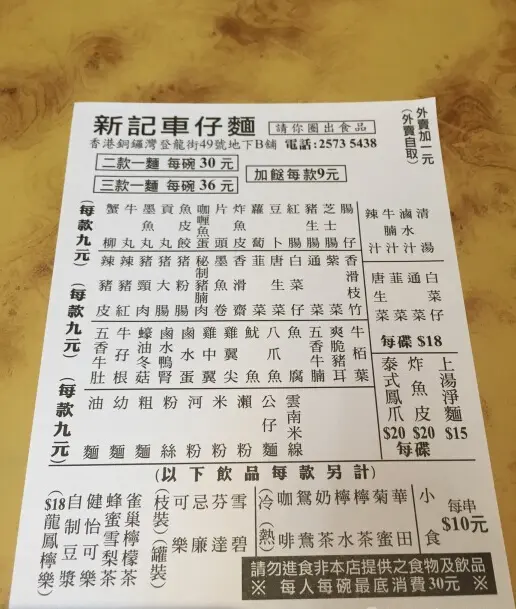 新記車仔麵
請你圈出食品
外賣加一元
(外賣自取)
香港銅鑼灣登龍街49號地下B舖 電話:2573 5438
二款一麵 每碗 30 元
三款一麵 每碗 36 元
加餸每款9元
(每款九元)
腸仔
芝士腸
豬生腸
紅腸
豆卜
蘿蔔
炸魚皮
片頭
咖喱魚蛋
魚皮餃
貢丸
墨魚丸
牛丸
蟹柳
(每款九元)
香滑枝竹
紫菜
通菜
白菜仔
唐生菜
韮菜
香滑齋
墨魚卷
秘制豬腩肉
豬粉腸
豬大腸
豬頸肉
辣豬紅
辣豬皮
牛栢葉
爽脆豬耳
五香牛腩
魚腐
八爪魚
魷魚
雞翼尖
雞中翼
鹵水蛋
鹵水鴨腎
蠔油冬菇
牛孖根
五香牛肚
(每款九元)
雲南米線
公仔麵
瀨粉
米粉
河粉
粉絲
粗麵
幼麵
油麵
清湯
滷水汁
牛腩汁
辣汁
白菜仔
通菜
韮菜
唐生菜
每碟 $18
上湯淨麵
$15
炸魚皮
$20
泰式鳳爪
$20
每碟
(以下飲品每款另計)
每串
$10元
小食
華田
菊蜜
檸茶
檸水
奶茶
鴛鴦
咖啡
(冷)(熱)
雪碧
芬達
忌廉
可樂
(枝裝)(罐裝)
雀巢檸檬茶
蜂蜜雪梨茶
健怡可樂
自制豆漿
($18)龍鳳檸樂
請勿進食非本店提供之食物及飲品
※ 每人每碗最底消費30元 ※